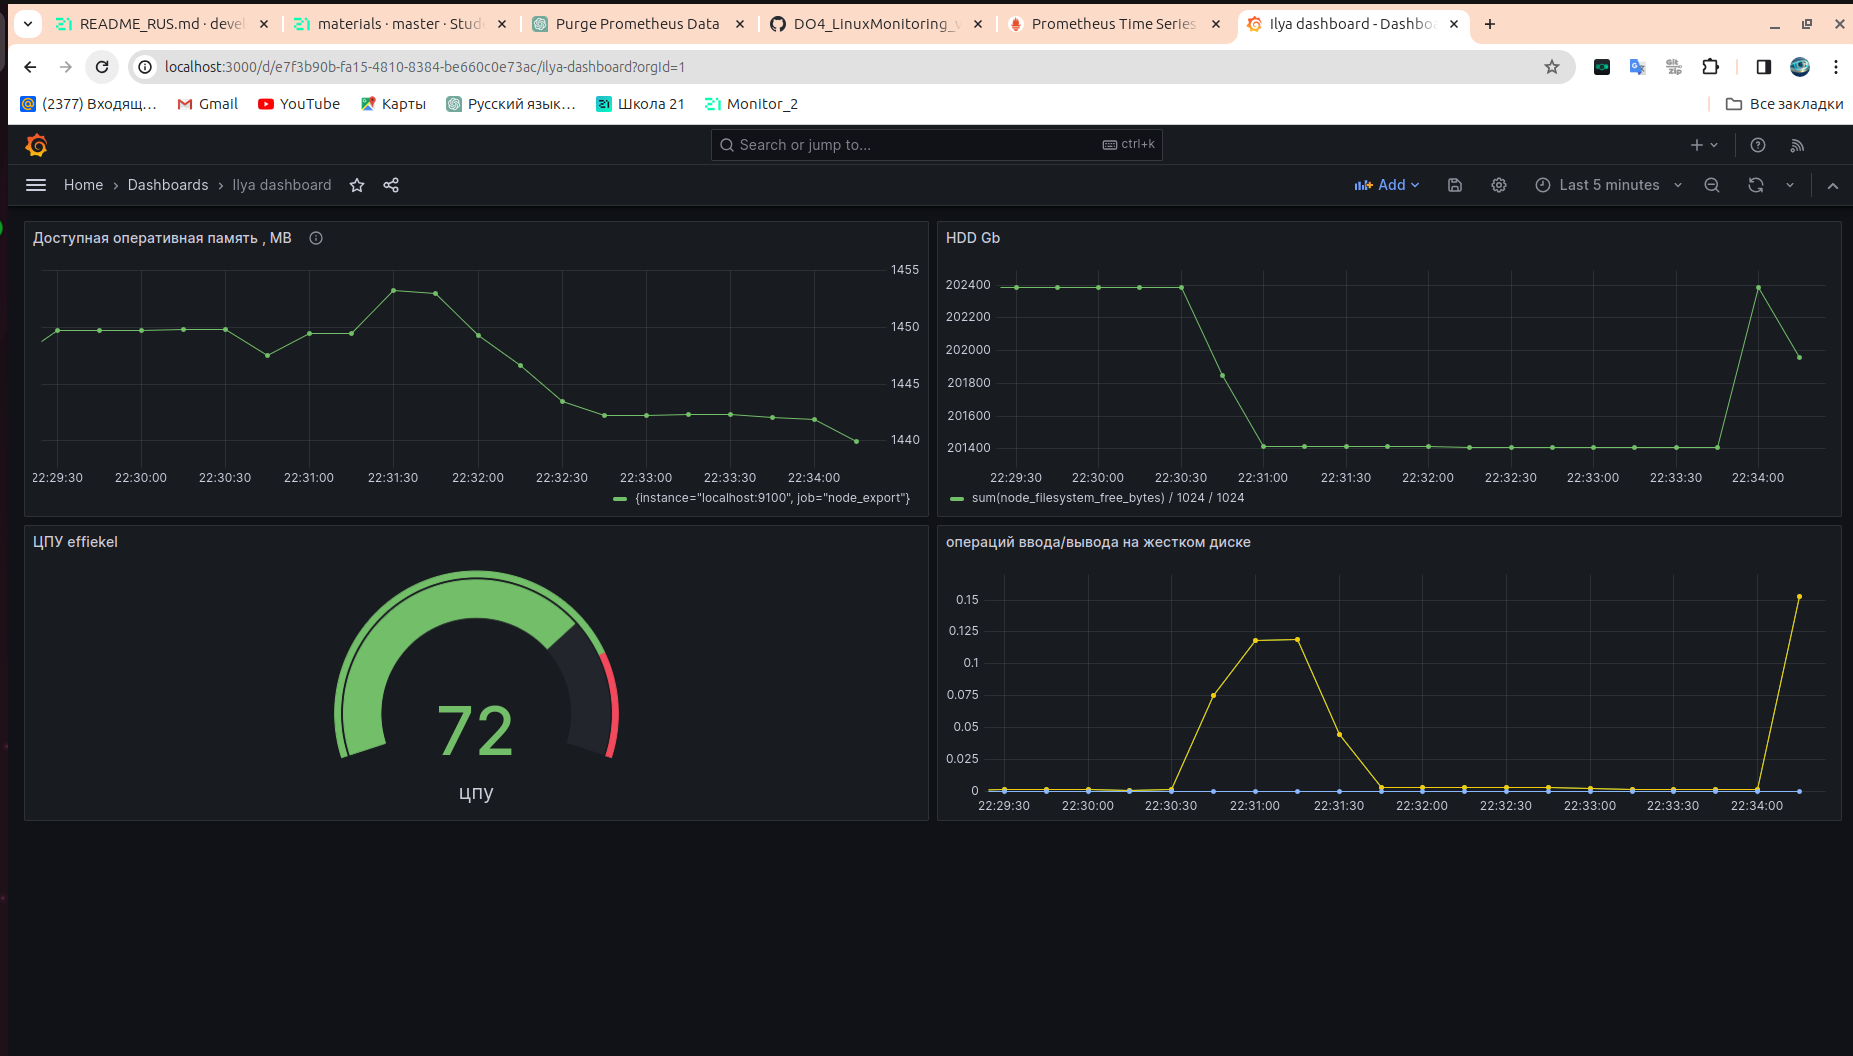 README_RUS.md · devel
materials · master · Stud
Purge Prometheus Data
DO4_LinuxMonitoring_v
Prometheus Time Series
Ilya dashboard - Dashboa
localhost:3000/d/e7f3b90b-fa15-4810-8384-be660c0e73ac/ilya-dashboard?orgId=1
(2377) Входящ...
Gmail
YouTube
Карты
Русский язык...
Школа 21
Monitor_2
Все закладки
Search or jump to...
ctrl+k
Home › Dashboards › Ilya dashboard
Add
Last 5 minutes
Доступная оперативная память , MB
1455
1450
1445
1440
22:29:30 22:30:00 22:30:30 22:31:00 22:31:30 22:32:00 22:32:30 22:33:00 22:33:30 22:34:00
{instance="localhost:9100", job="node_export"}
HDD Gb
202400
202200
202000
201800
201600
201400
22:29:30 22:30:00 22:30:30 22:31:00 22:31:30 22:32:00 22:32:30 22:33:00 22:33:30 22:34:00
sum(node_filesystem_free_bytes) / 1024 / 1024
ЦПУ effiekel
72
цпу
операций ввода/вывода на жестком диске
0.15
0.125
0.1
0.075
0.05
0.025
0
22:29:30 22:30:00 22:30:30 22:31:00 22:31:30 22:32:00 22:32:30 22:33:00 22:33:30 22:34:00